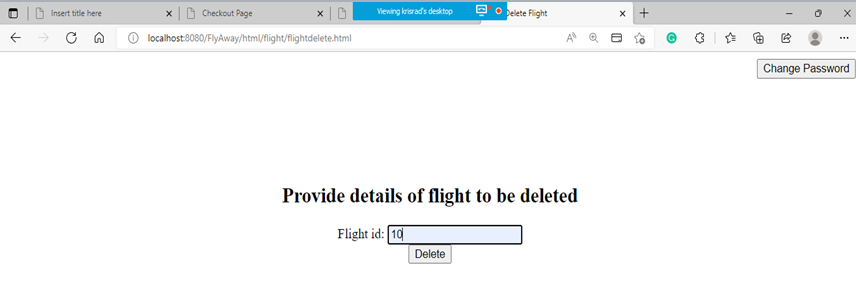 Insert title here
Checkout Page
Viewing krisrad's desktop
Delete Flight
localhost:8080/FlyAway/html/flight/flightdelete.html
Change Password
Provide details of flight to be deleted
Flight id: 10
Delete